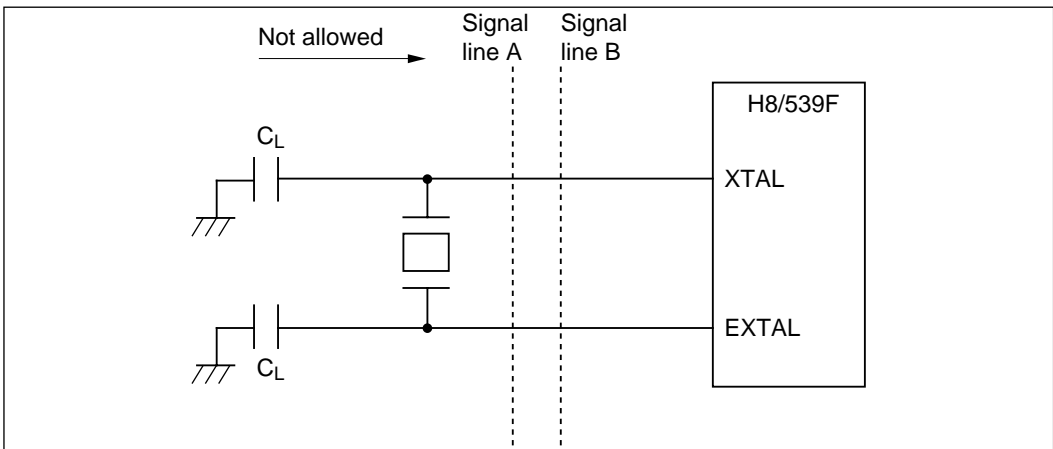 Not allowed
Signal
line A
Signal
line B
H8/539F
CL
XTAL
EXTAL
CL